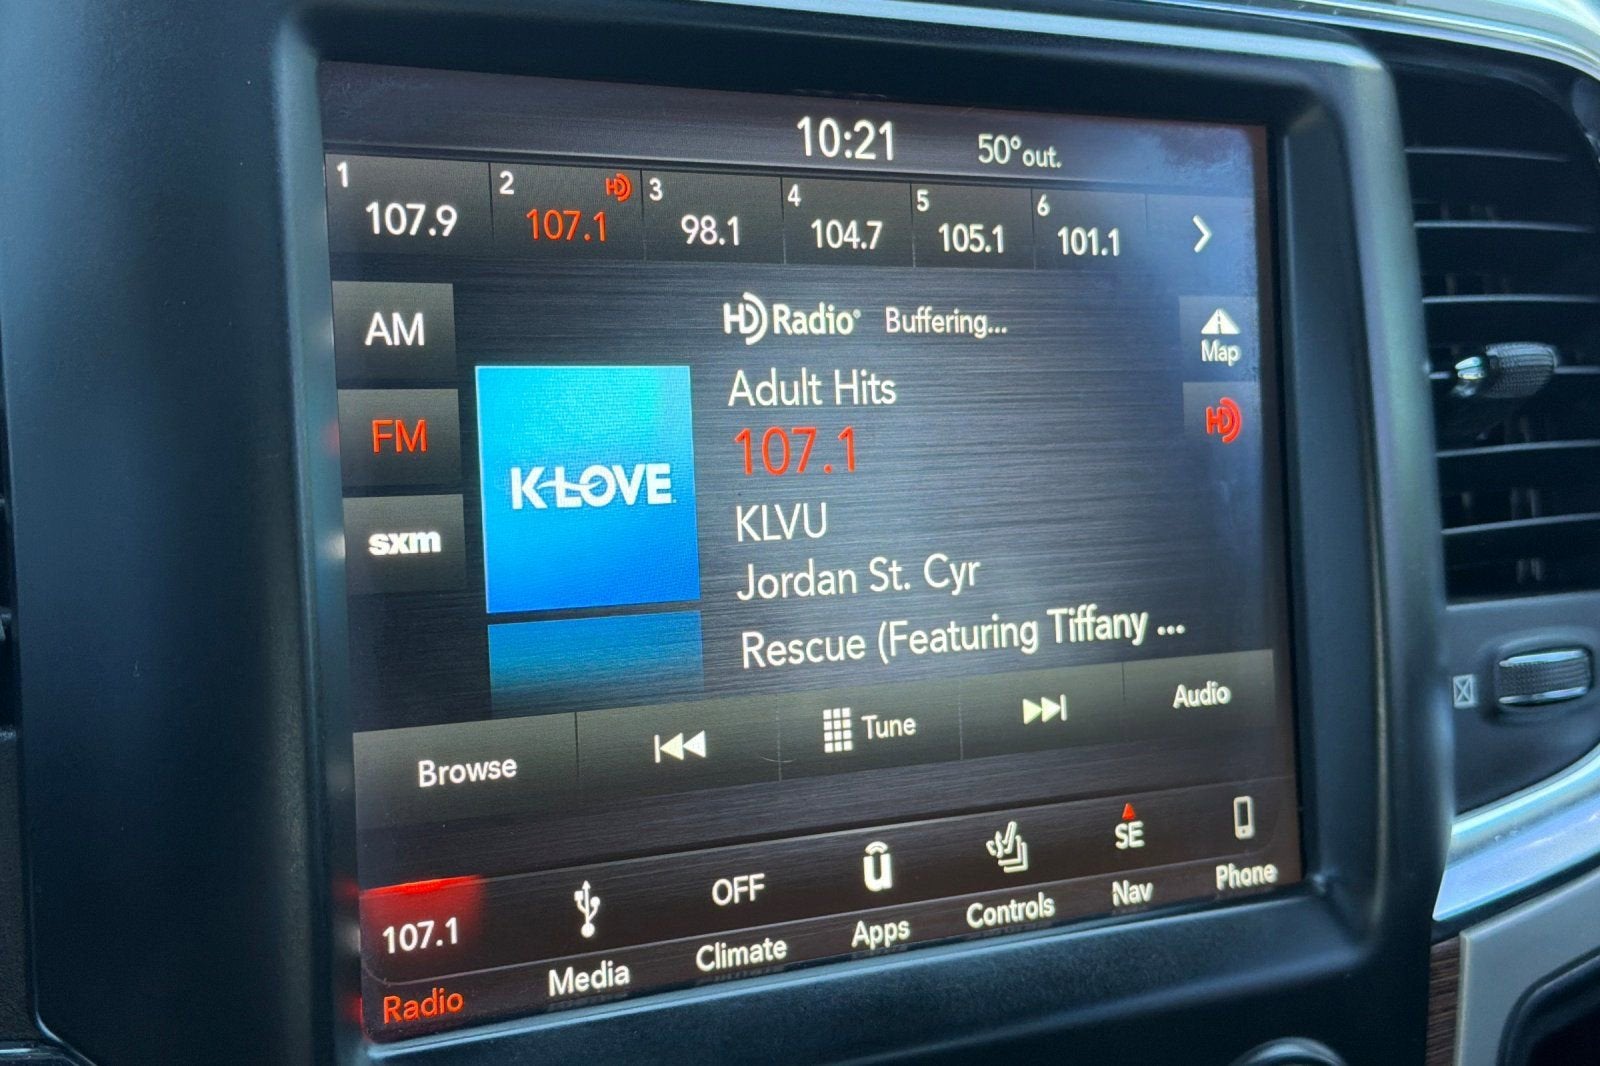 10:21 50°out.
1 107.9 2 HD 107.1 3 98.1 4 104.7 5 105.1 6 101.1
AM
FM
sxm
K-LOVE
HD Radio® Buffering...
Adult Hits
107.1
KLVU
Jordan St. Cyr
Rescue (Featuring Tiffany ...
Map
HD
Browse Tune Audio
107.1 OFF SE
Radio Media Climate Apps Controls Nav Phone